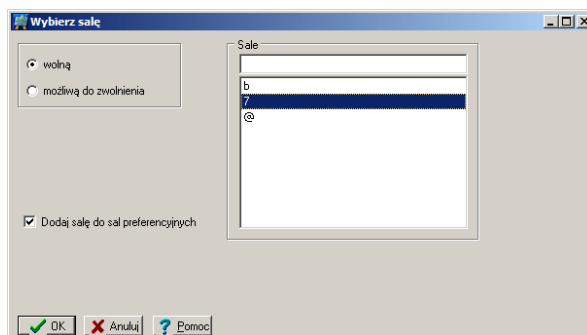 Wybierz salę
wolną
możliwą do zwolnienia
Sale
b
7
@
Dodaj salę do sal preferencyjnych
OK
Anuluj
Pomoc